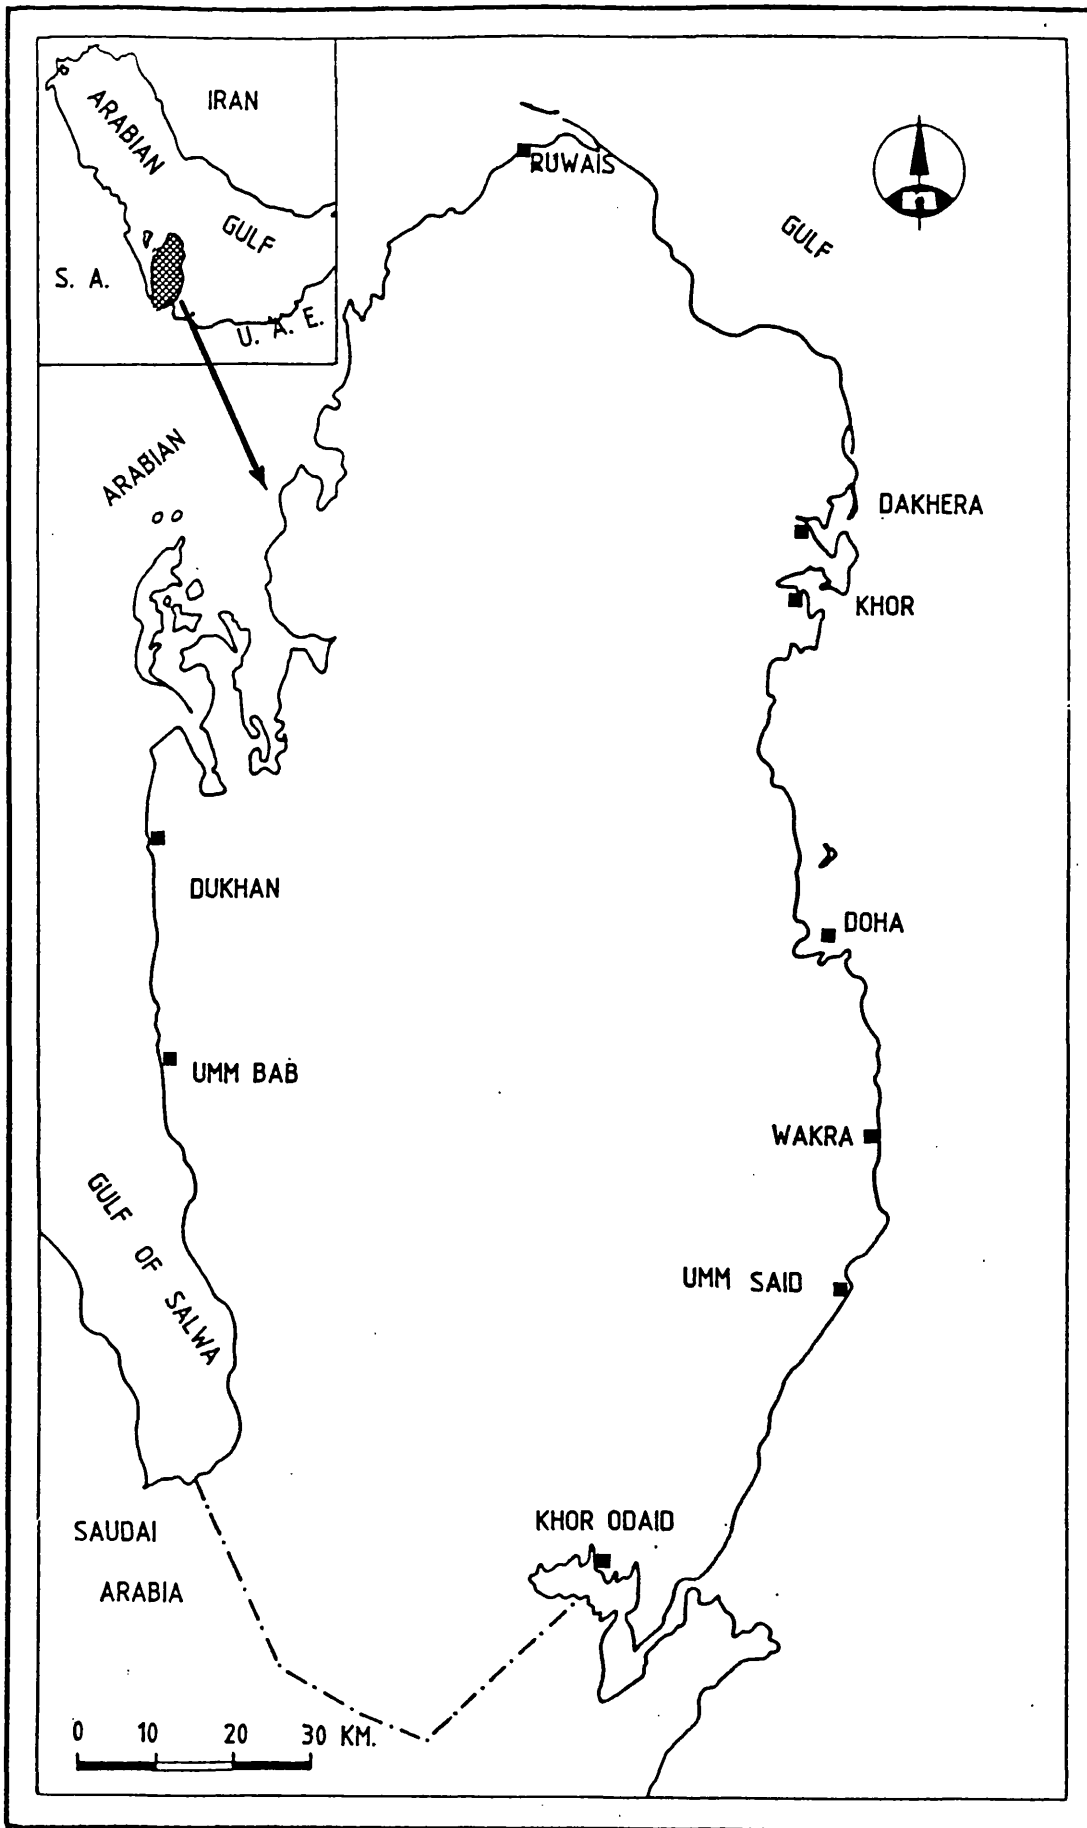 IRAN
ARABIAN
GULF
S. A.
U. A. E.
RUWAIS
GULF
ARABIAN
DAKHERA
KHOR
DUKHAN
DOHA
UMM BAB
WAKRA
GULF OF SALWA
UMM SAID
KHOR ODAID
SAUDAI
ARABIA
0 10 20 30 KM.